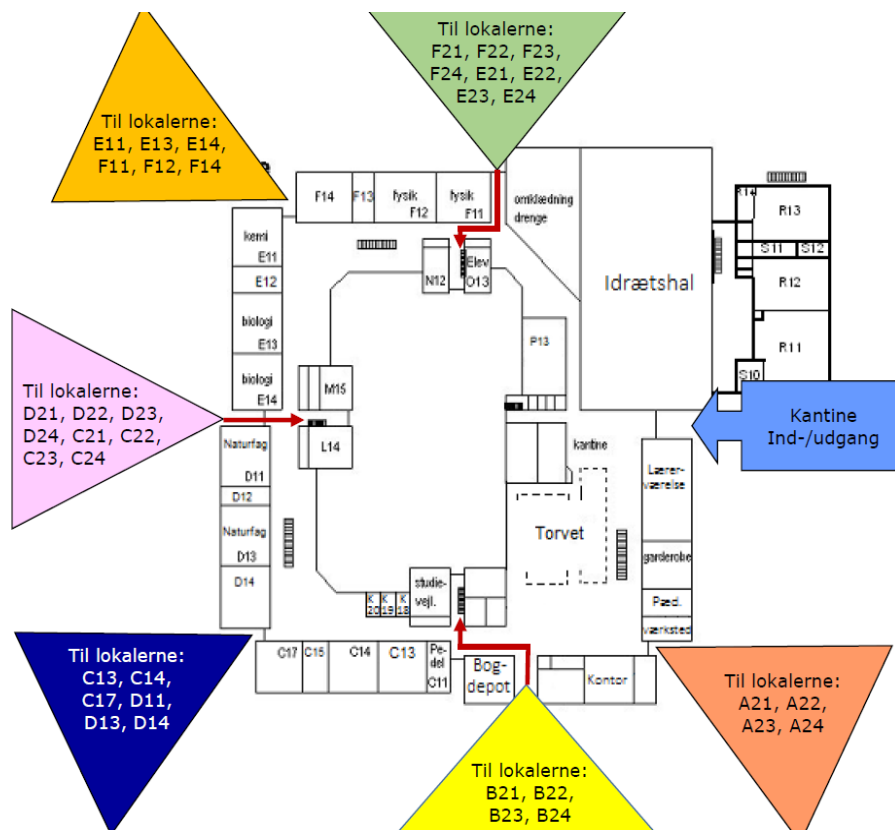 Til lokalerne:
F21, F22, F23,
F24, E21, E22,
E23, E24
Til lokalerne:
E11, E13, E14,
F11, F12, F14
F14
F13
fysik
F12
fysik
F11
omklædning
drenge
Idrætshal
R14
R13
S11
S12
R12
R11
S10
kemi
E11
E12
biologi
E13
biologi
E14
N12
Elev
O13
P13
M15
L14
Til lokalerne:
D21, D22, D23,
D24, C21, C22,
C23, C24
Kantine
Ind-/udgang
kantine
Torvet
Lærer-
værelse
garderobe
Pæd.
værksted
Naturfag
D11
D12
Naturfag
D13
D14
studie-
vejl.
K
20
K
19
K
18
C17
C15
C14
C13
Pe-
del
C11
Bog-
depot
Kontor
Til lokalerne:
C13, C14,
C17, D11,
D13, D14
Til lokalerne:
B21, B22,
B23, B24
Til lokalerne:
A21, A22,
A23, A24